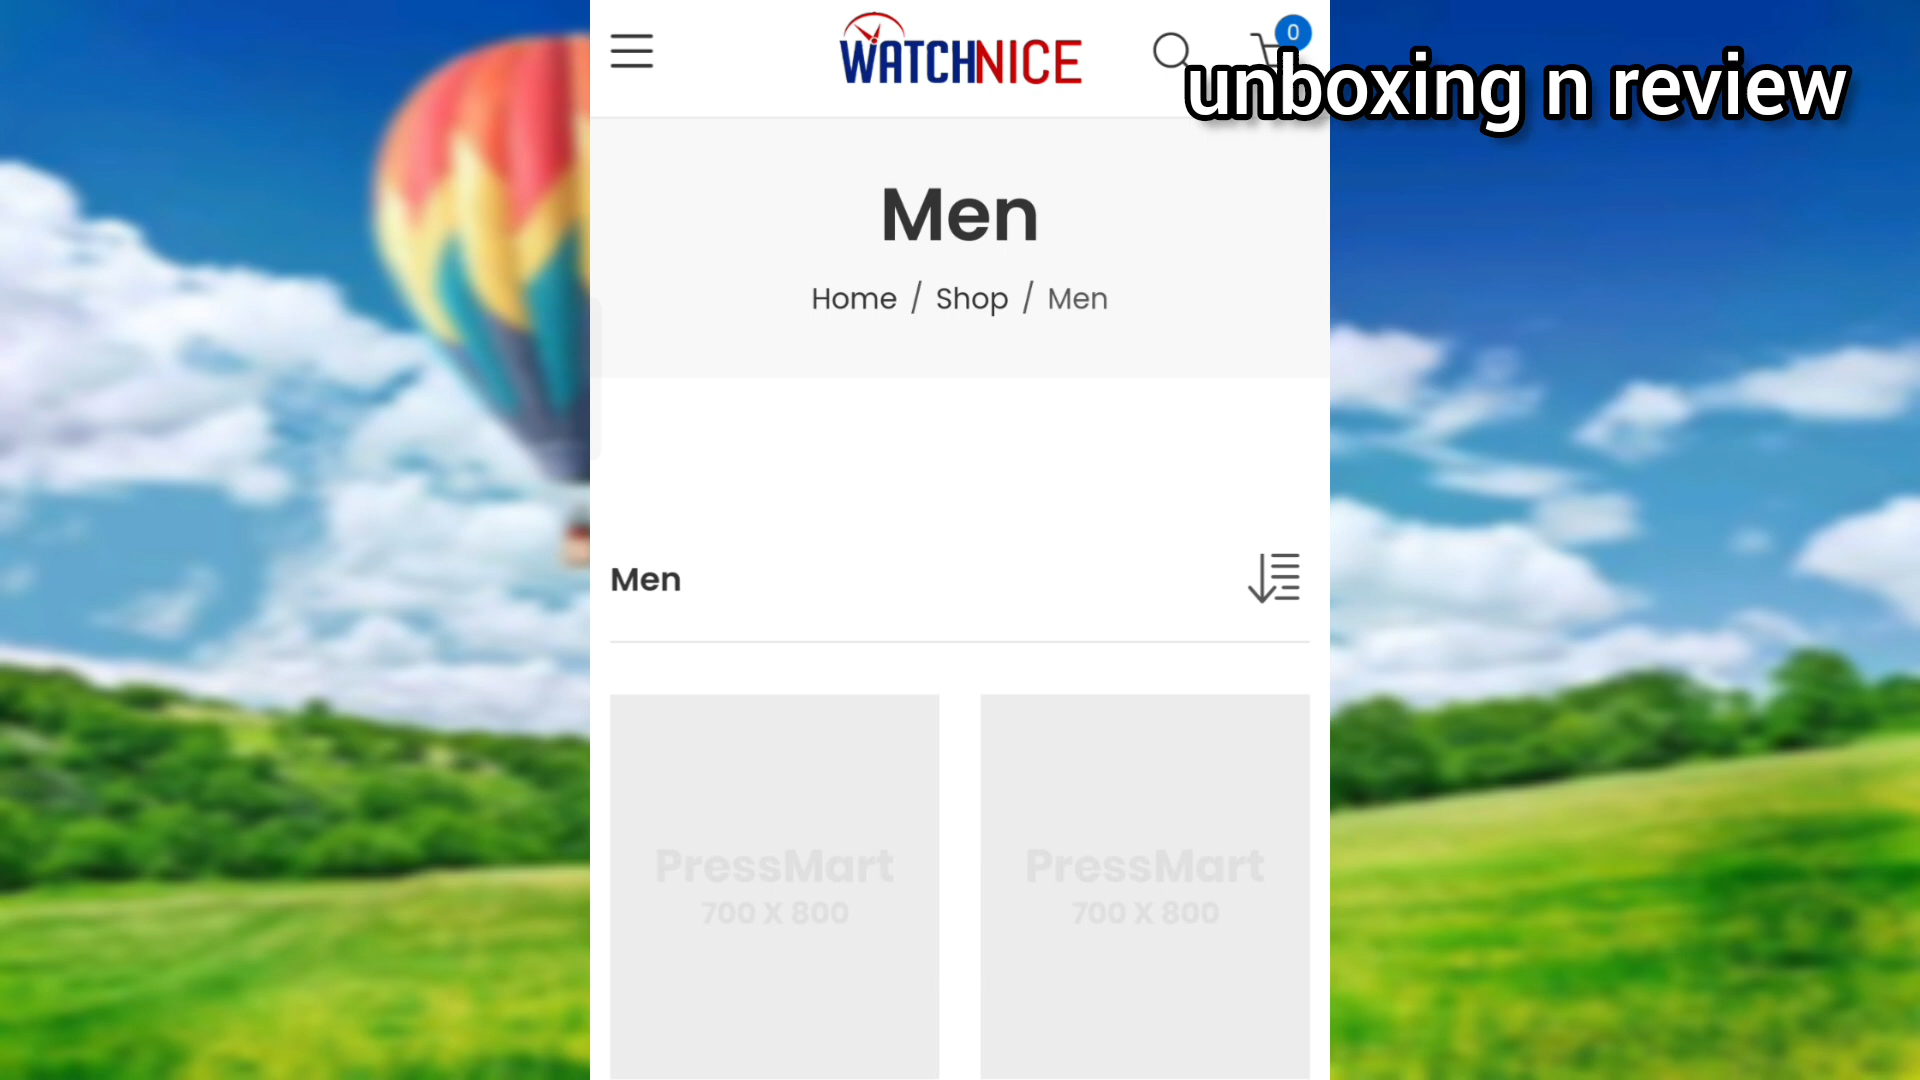 WATCHNICE
0
unboxing n review
Men
Home / Shop / Men
Men
PressMart
700 X 800
PressMart
700 X 800